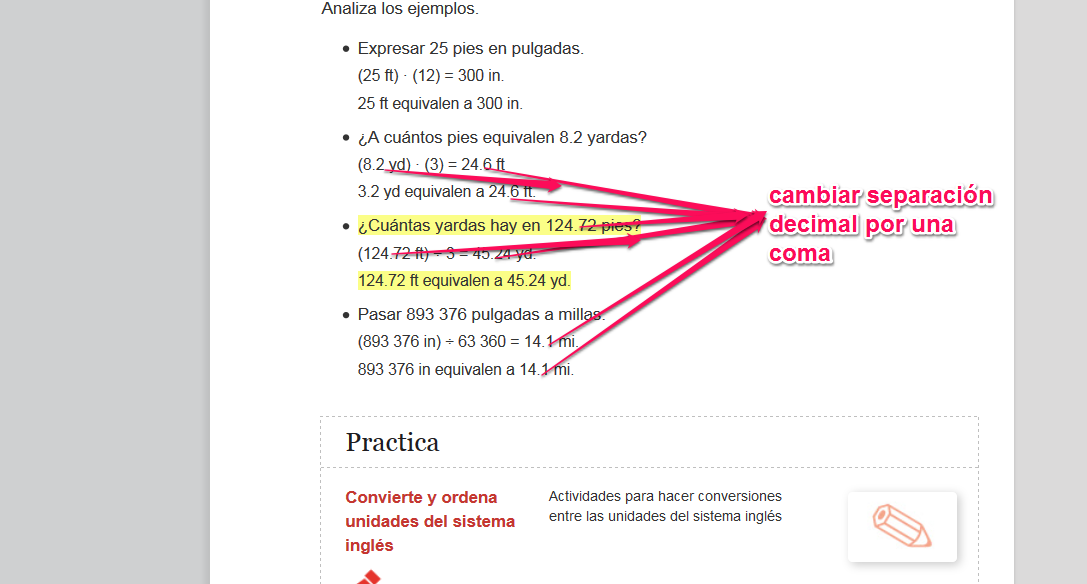 Analiza los ejemplos.
Expresar 25 pies en pulgadas.
(25 ft) · (12) = 300 in.
25 ft equivalen a 300 in.
¿A cuántos pies equivalen 8.2 yardas?
(8.2 yd) · (3) = 24.6 ft
3.2 yd equivalen a 24.6 ft.
¿Cuántas yardas hay en 124.72 pies?
(124.72 ft) ÷ 3 = 45.24 yd.
124.72 ft equivalen a 45.24 yd.
Pasar 893 376 pulgadas a millas.
(893 376 in) ÷ 63 360 = 14.1 mi.
893 376 in equivalen a 14.1 mi.
cambiar separación
decimal por una
coma
Practica
Convierte y ordena
unidades del sistema
inglés
Actividades para hacer conversiones
entre las unidades del sistema inglés